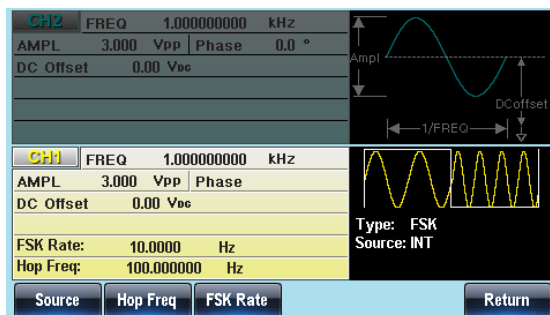 CH2 FREQ 1.000000000 kHz
AMPL 3.000 Vpp Phase 0.0 °
DC Offset 0.00 VDC
Ampl
DCoffset
1/FREQ
CH1 FREQ 1.000000000 kHz
AMPL 3.000 Vpp Phase
DC Offset 0.00 VDC
FSK Rate: 10.0000 Hz
Hop Freq: 100.000000 Hz
Type: FSK
Source: INT
Source Hop Freq FSK Rate Return